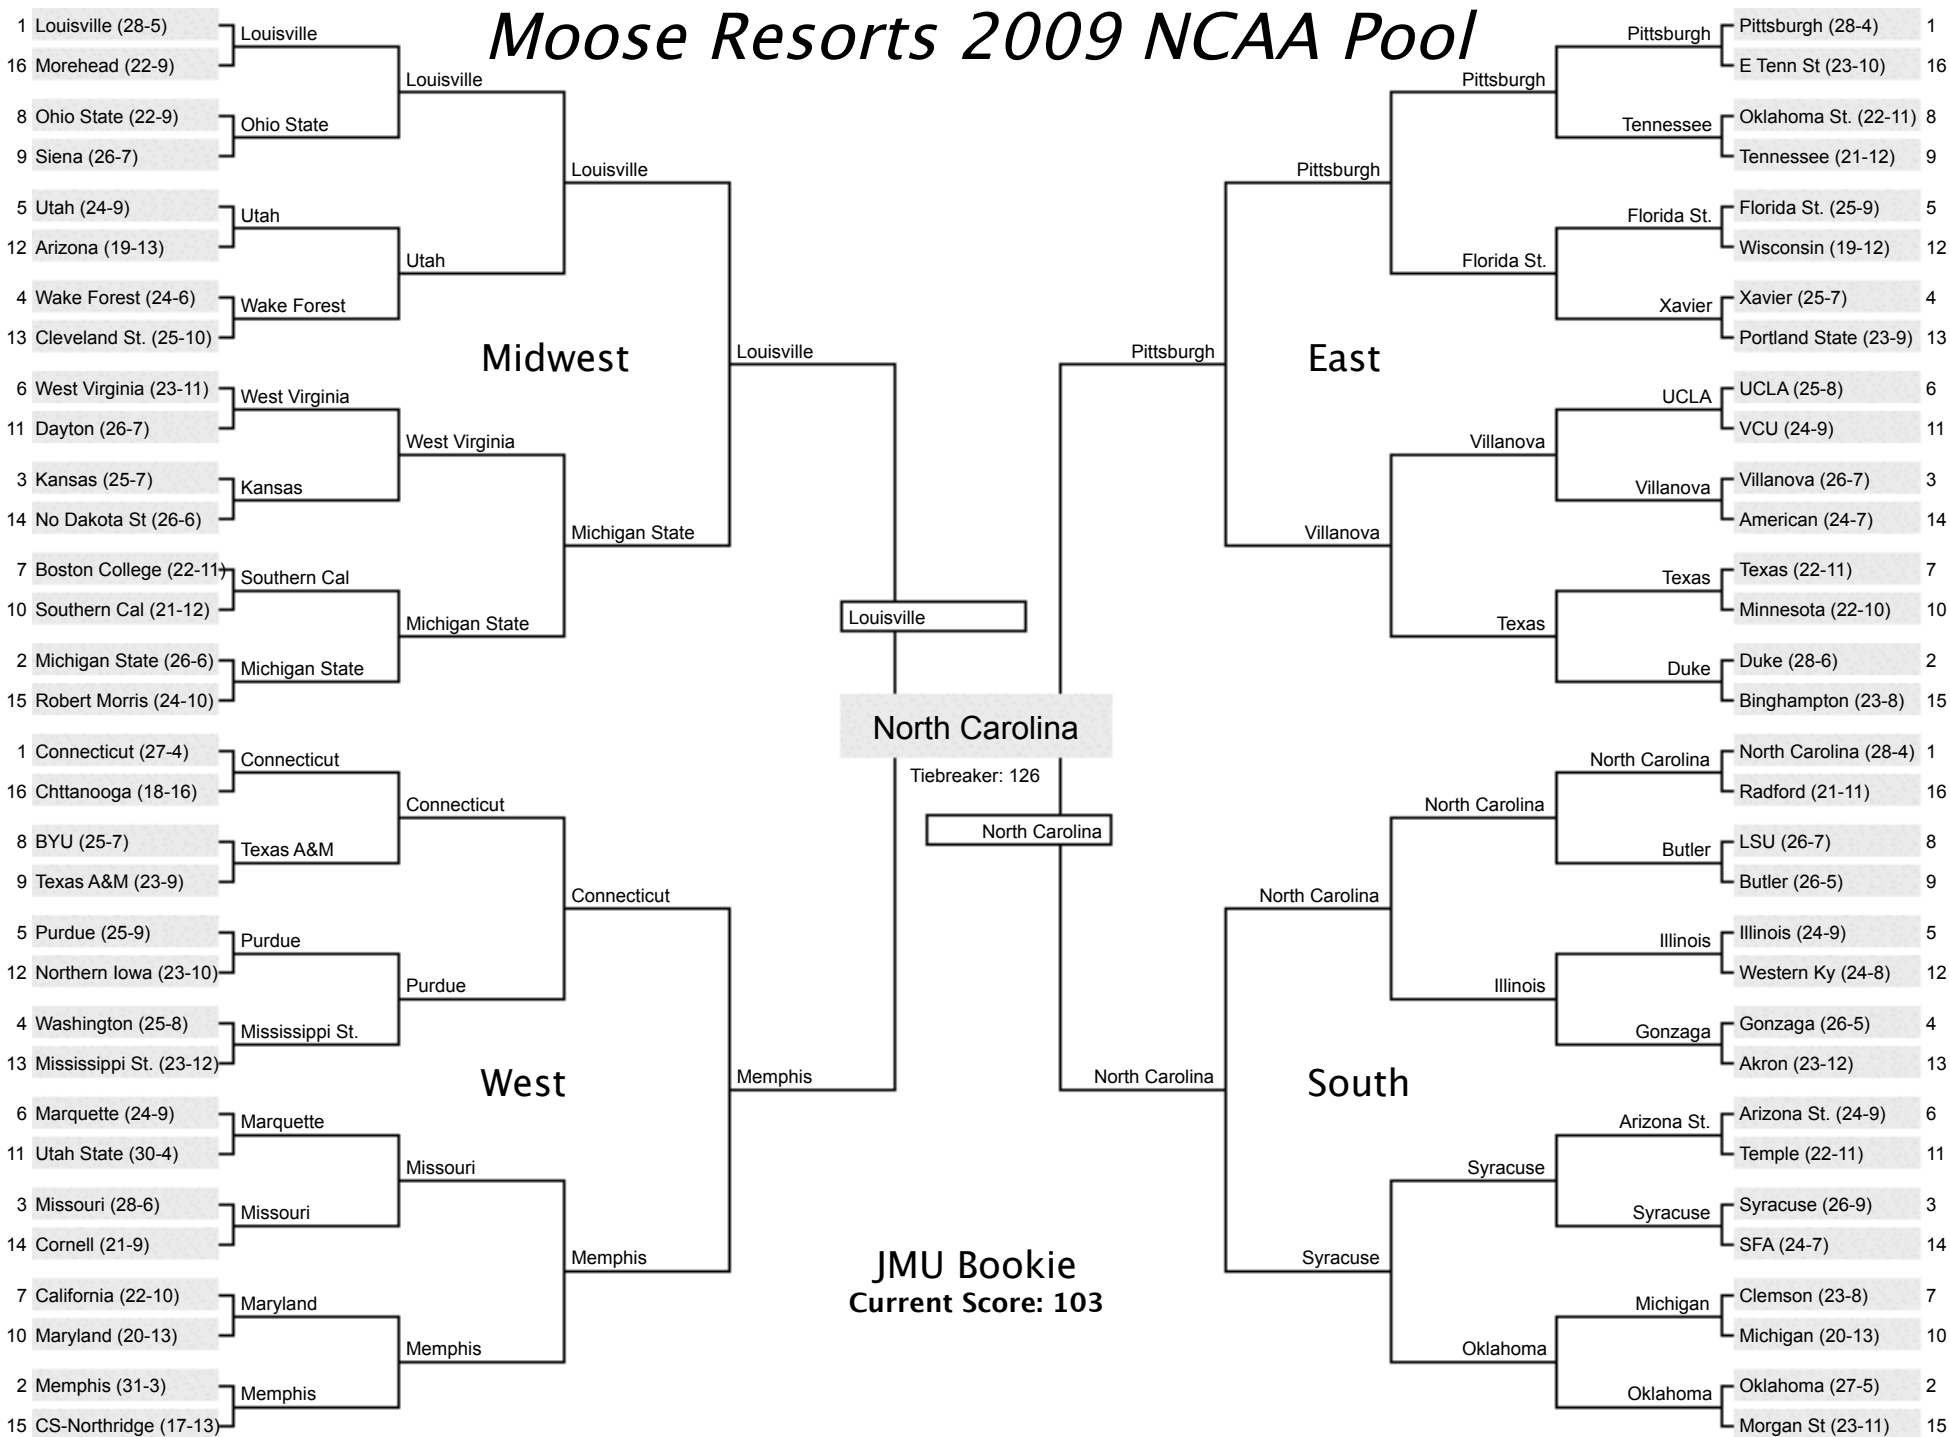 Moose Resorts 2009 NCAA Pool
1 Louisville (28-5)
16 Morehead (22-9)
8 Ohio State (22-9)
9 Siena (26-7)
5 Utah (24-9)
12 Arizona (19-13)
4 Wake Forest (24-6)
13 Cleveland St. (25-10)
6 West Virginia (23-11)
11 Dayton (26-7)
3 Kansas (25-7)
14 No Dakota St (26-6)
7 Boston College (22-11)
10 Southern Cal (21-12)
2 Michigan State (26-6)
15 Robert Morris (24-10)
Louisville
Ohio State
Utah
Wake Forest
West Virginia
Kansas
Southern Cal
Michigan State
Louisville
Utah
West Virginia
Michigan State
Louisville
Michigan State
Louisville
Midwest
1 Connecticut (27-4)
16 Chttanooga (18-16)
8 BYU (25-7)
9 Texas A&M (23-9)
5 Purdue (25-9)
12 Northern Iowa (23-10)
4 Washington (25-8)
13 Mississippi St. (23-12)
6 Marquette (24-9)
11 Utah State (30-4)
3 Missouri (28-6)
14 Cornell (21-9)
7 California (22-10)
10 Maryland (20-13)
2 Memphis (31-3)
15 CS-Northridge (17-13)
Connecticut
Texas A&M
Purdue
Mississippi St.
Marquette
Missouri
Maryland
Memphis
Connecticut
Purdue
Missouri
Memphis
Connecticut
Memphis
Memphis
West
Louisville
North Carolina
Tiebreaker: 126
North Carolina
JMU Bookie
Current Score: 103
Pittsburgh (28-4) 1
E Tenn St (23-10) 16
Oklahoma St. (22-11) 8
Tennessee (21-12) 9
Florida St. (25-9) 5
Wisconsin (19-12) 12
Xavier (25-7) 4
Portland State (23-9) 13
UCLA (25-8) 6
VCU (24-9) 11
Villanova (26-7) 3
American (24-7) 14
Texas (22-11) 7
Minnesota (22-10) 10
Duke (28-6) 2
Binghampton (23-8) 15
Pittsburgh
Tennessee
Florida St.
Xavier
UCLA
Villanova
Texas
Duke
Pittsburgh
Florida St.
Villanova
Texas
Pittsburgh
Villanova
Pittsburgh
East
North Carolina (28-4) 1
Radford (21-11) 16
LSU (26-7) 8
Butler (26-5) 9
Illinois (24-9) 5
Western Ky (24-8) 12
Gonzaga (26-5) 4
Akron (23-12) 13
Arizona St. (24-9) 6
Temple (22-11) 11
Syracuse (26-9) 3
SFA (24-7) 14
Clemson (23-8) 7
Michigan (20-13) 10
Oklahoma (27-5) 2
Morgan St (23-11) 15
North Carolina
Butler
Illinois
Gonzaga
Arizona St.
Syracuse
Michigan
Oklahoma
North Carolina
Illinois
Syracuse
Oklahoma
North Carolina
Syracuse
North Carolina
South